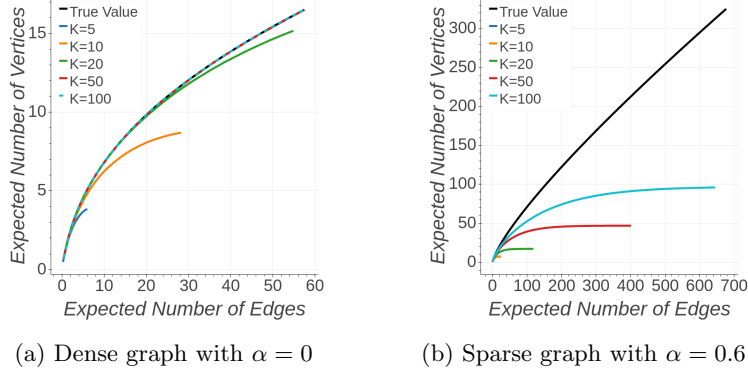 True Value
K=5
K=10
K=20
K=50
K=100
15
10
5
0
0 10 20 30 40 50 60
Expected Number of Vertices
Expected Number of Edges
(a) Dense graph with α = 0
True Value
K=5
K=10
K=20
K=50
K=100
300
250
200
150
100
50
0
0 100 200 300 400 500 600 700
Expected Number of Vertices
Expected Number of Edges
(b) Sparse graph with α = 0.6